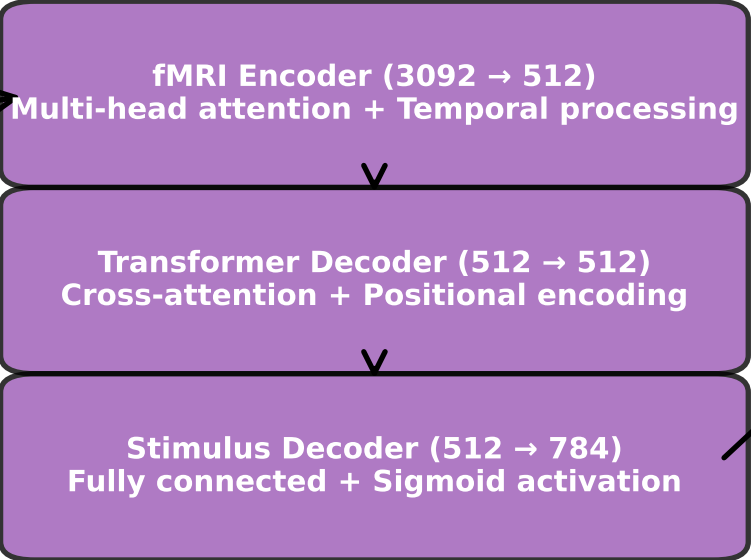 fMRI Encoder (3092 → 512)
Multi-head attention + Temporal processing
Transformer Decoder (512 → 512)
Cross-attention + Positional encoding
Stimulus Decoder (512 → 784)
Fully connected + Sigmoid activation